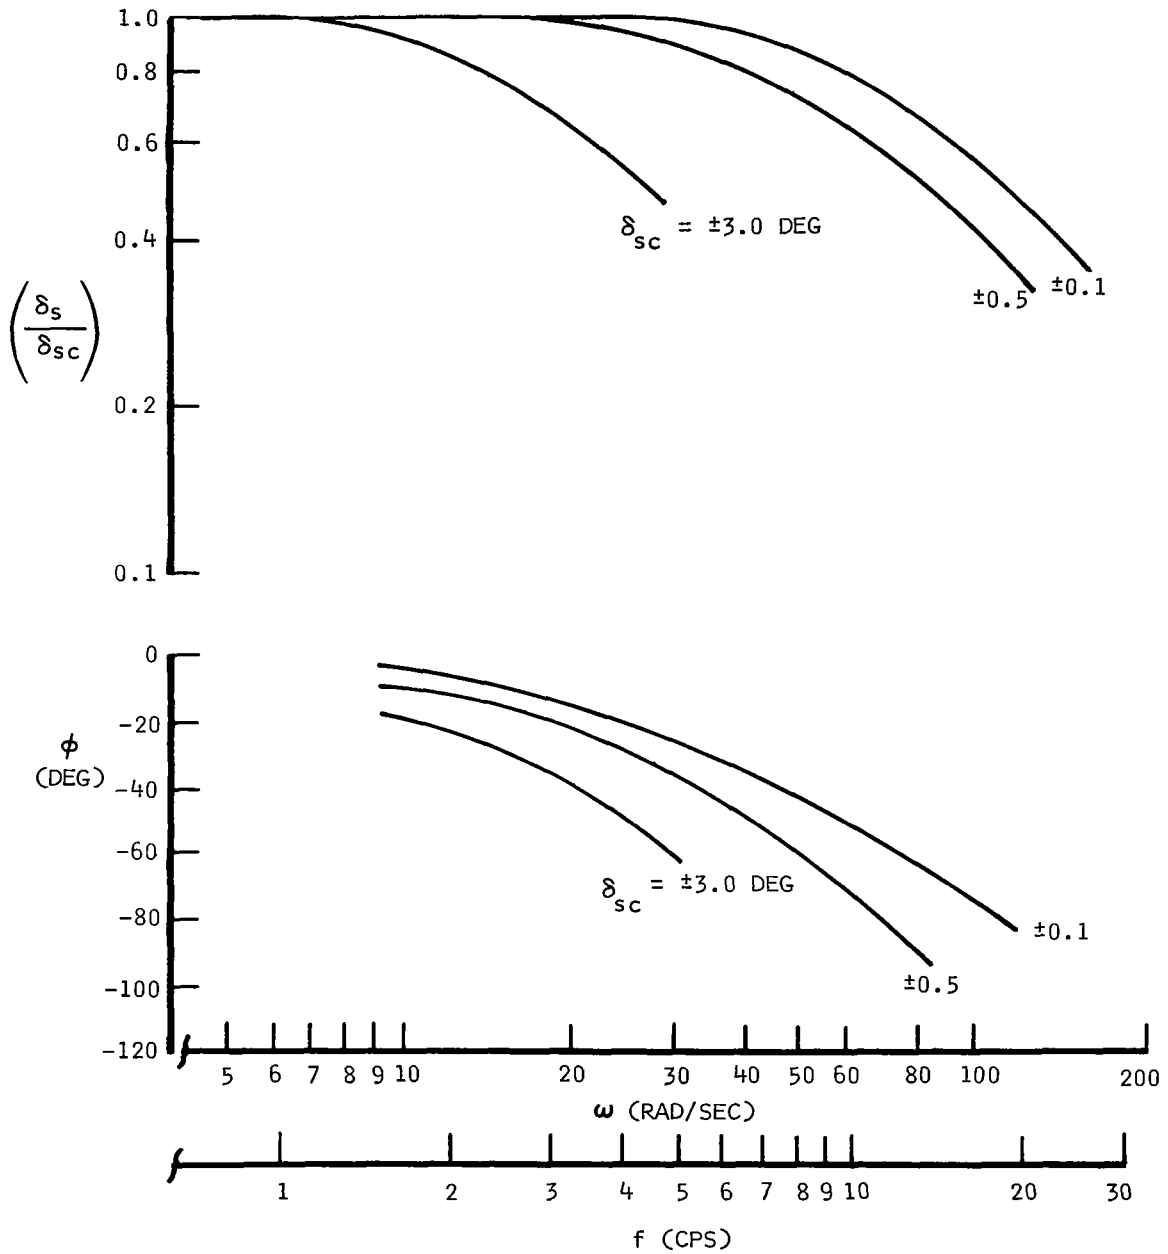 1.0
0.8
0.6
δsc = ±3.0 DEG
0.4
±0.5
±0.1
(δs/δsc)
0.2
0.1
0
-20
ϕ
(DEG)
-40
-60
δsc = ±3.0 DEG
-80
±0.1
±0.5
-100
-120
5 6 7 8 9 10 20 30 40 50 60 80 100 200
ω (RAD/SEC)
1 2 3 4 5 6 7 8 9 10 20 30
f (CPS)